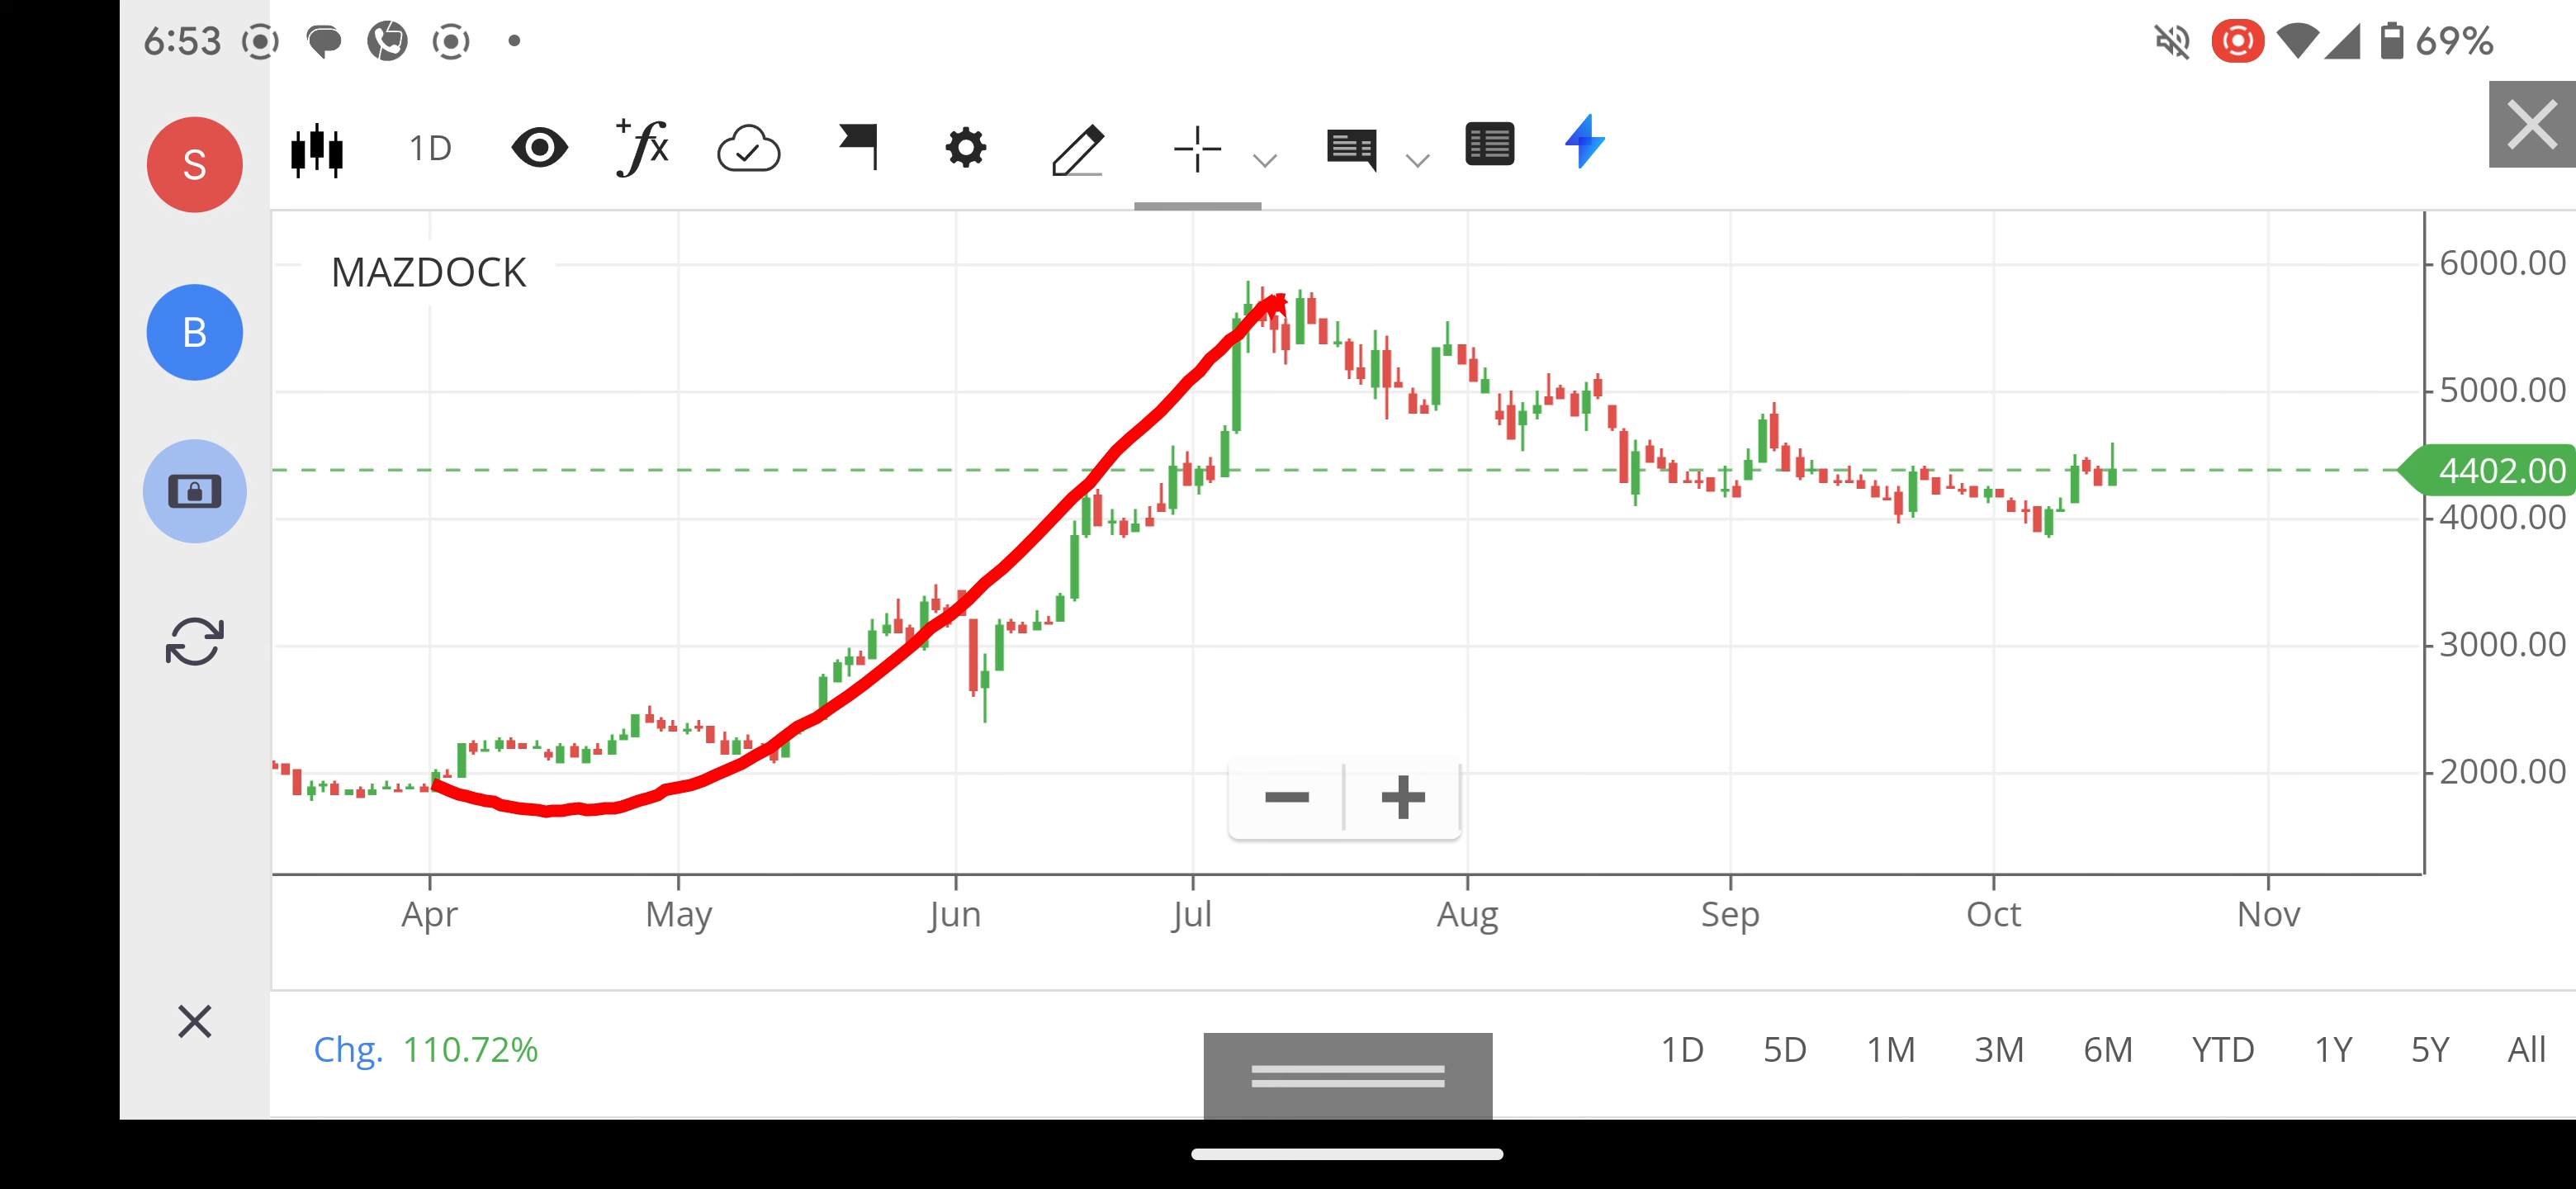 6:53
69%
S
1D
+fx
B
MAZDOCK
6000.00
5000.00
4402.00
4000.00
3000.00
2000.00
Apr May Jun Jul Aug Sep Oct Nov
Chg. 110.72%
1D 5D 1M 3M 6M YTD 1Y 5Y All